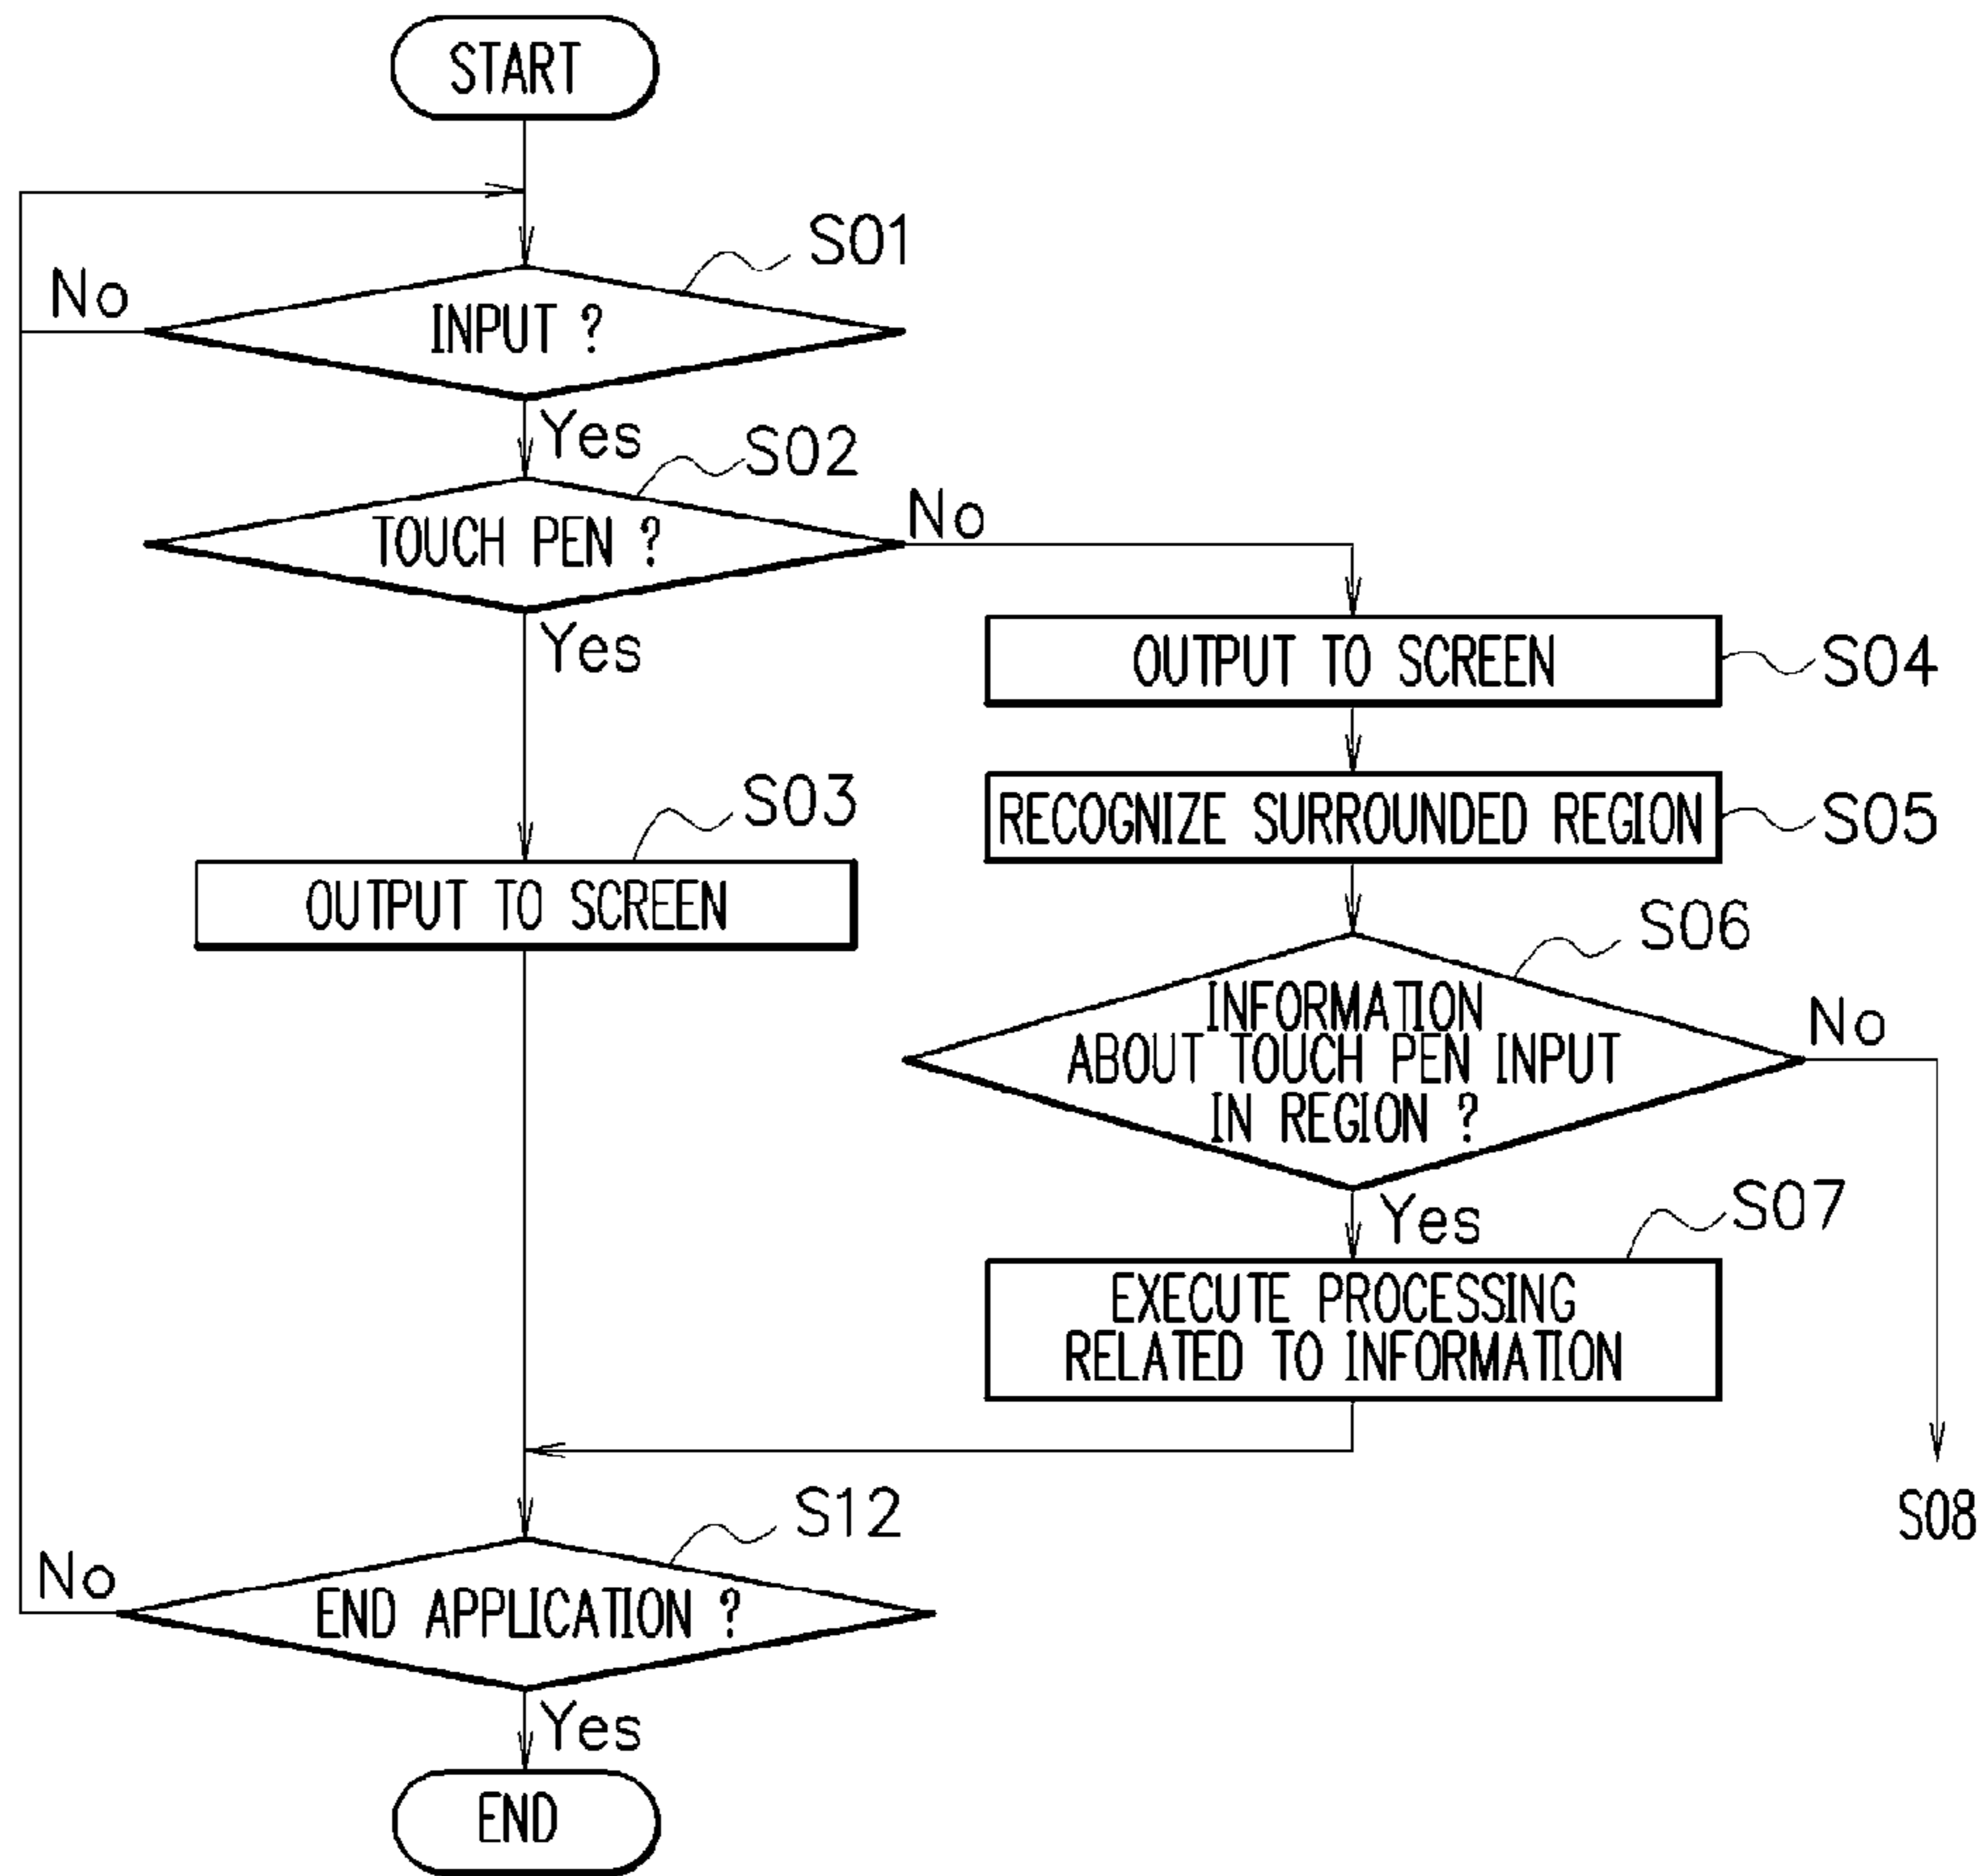 START
S01
No
INPUT ?
Yes
S02
TOUCH PEN ?
No
Yes
OUTPUT TO SCREEN
S04
S03
RECOGNIZE SURROUNDED REGION
S05
OUTPUT TO SCREEN
S06
INFORMATION
ABOUT TOUCH PEN INPUT
IN REGION ?
No
Yes
S07
EXECUTE PROCESSING
RELATED TO INFORMATION
S12
S08
No
END APPLICATION ?
Yes
END